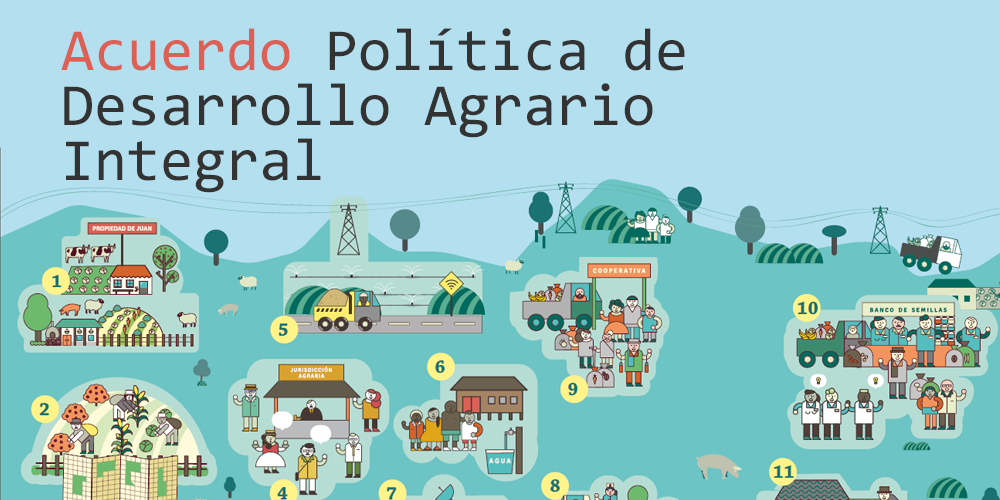 Acuerdo Política de
Desarrollo Agrario
Integral
PROPIEDAD DE JUAN
1
5
COOPERATIVA
9
10
BANCO DE SEMILLAS
2
JURISDICCIÓN
AGRARIA
4
6
AGUA
7
8
11